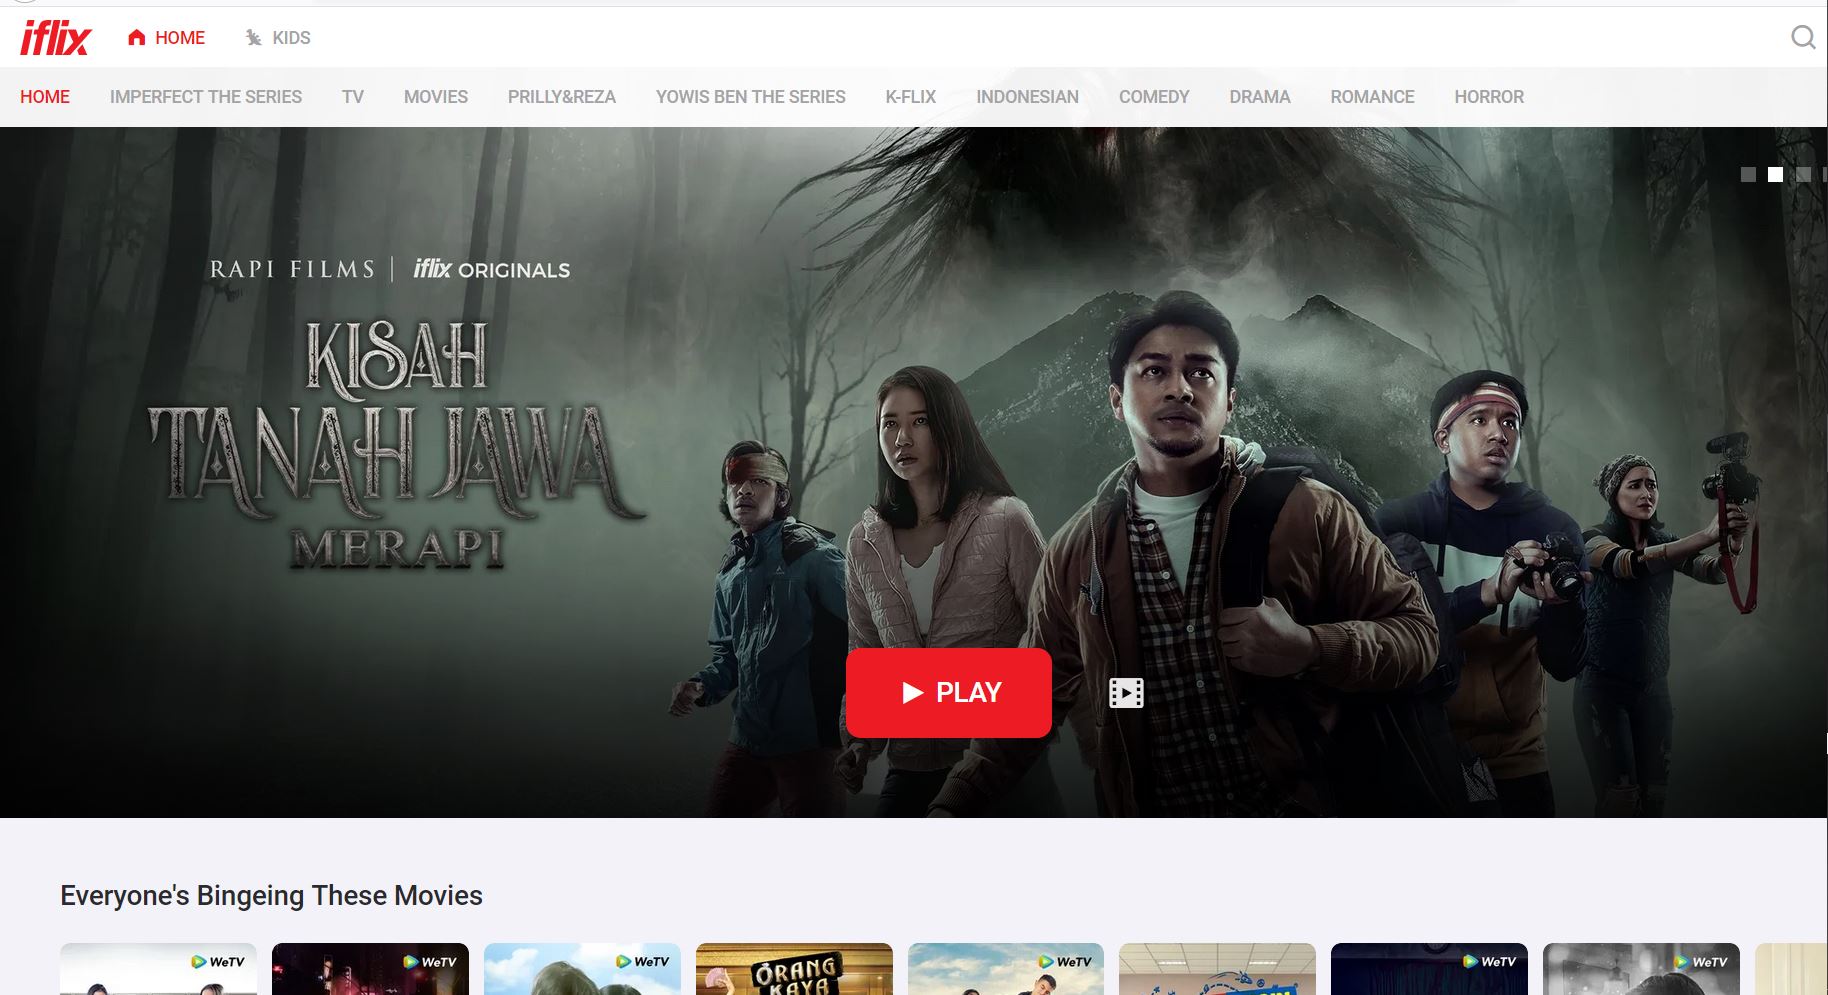 iflix HOME KIDS
HOME IMPERFECT THE SERIES TV MOVIES PRILLY&REZA YOWIS BEN THE SERIES K-FLIX INDONESIAN COMEDY DRAMA ROMANCE HORROR
RAPI FILMS | iflix ORIGINALS
KISAH
TANAH JAWA
MERAPI
PLAY
Everyone's Bingeing These Movies
WeTV WeTV WeTV WeTV WeTV WeTV
ORANG
KAYA